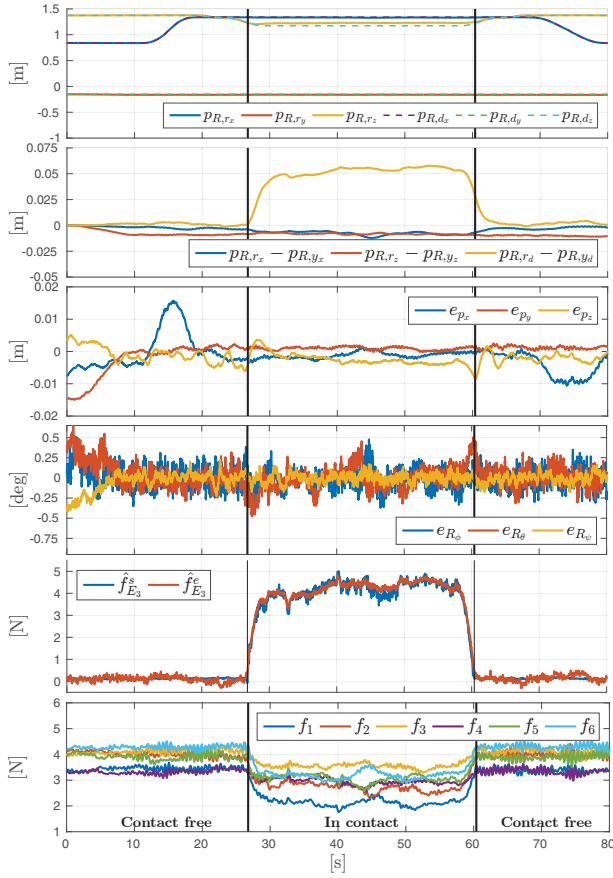 1.5
1
[m]
0
-0.5
-1
p_{R,r_x} p_{R,r_y} p_{R,r_z} p_{R,d_x} p_{R,d_y} p_{R,d_z}
0.075
0.05
[m]
0.025
0
-0.025
-0.05
p_{R,r_x} − p_{R,y_x} p_{R,r_z} − p_{R,y_z} p_{R,r_d} − p_{R,y_d}
0.02
0.01
[m]
0
-0.01
-0.02
e_{p_x} e_{p_y} e_{p_z}
0.5
0.25
[deg]
0
-0.25
-0.5
-0.75
e_{R_ϕ} e_{R_θ} e_{R_ψ}
5
4
[N]
3
2
1
0
f̂^s_{E_3} f̂^e_{E_3}
6
5
[N]
4
3
2
1
f_1 f_2 f_3 f_4 f_5 f_6
Contact free In contact Contact free
0 10 20 30 40 50 60 70 80
[s]